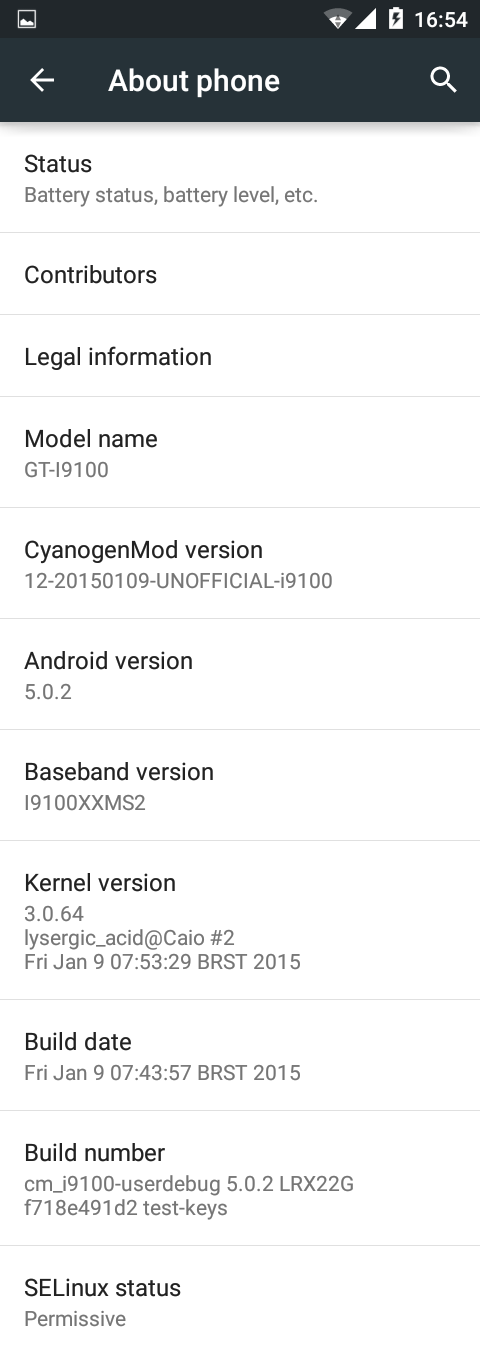 16:54
About phone
Status
Battery status, battery level, etc.
Contributors
Legal information
Model name
GT-I9100
CyanogenMod version
12-20150109-UNOFFICIAL-i9100
Android version
5.0.2
Baseband version
I9100XXMS2
Kernel version
3.0.64
lysergic_acid@Caio #2
Fri Jan 9 07:53:29 BRST 2015
Build date
Fri Jan 9 07:43:57 BRST 2015
Build number
cm_i9100-userdebug 5.0.2 LRX22G
f718e491d2 test-keys
SELinux status
Permissive